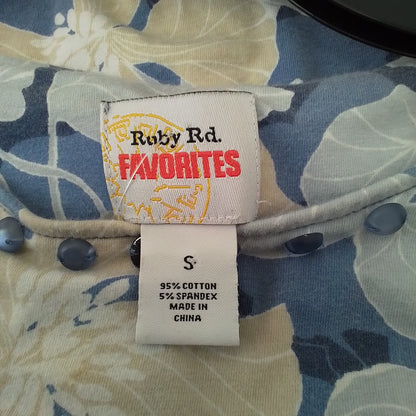 Ruby Rd.
FAVORITES
S
95% COTTON
5% SPANDEX
MADE IN
CHINA